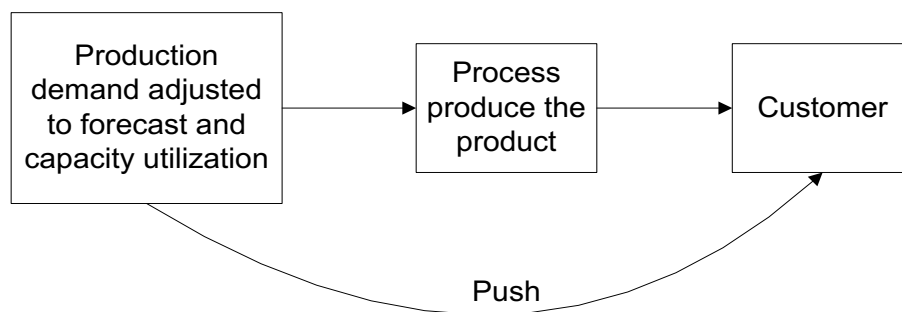 Production
demand adjusted
to forecast and
capacity utilization
Process
produce the
product
Customer
Push